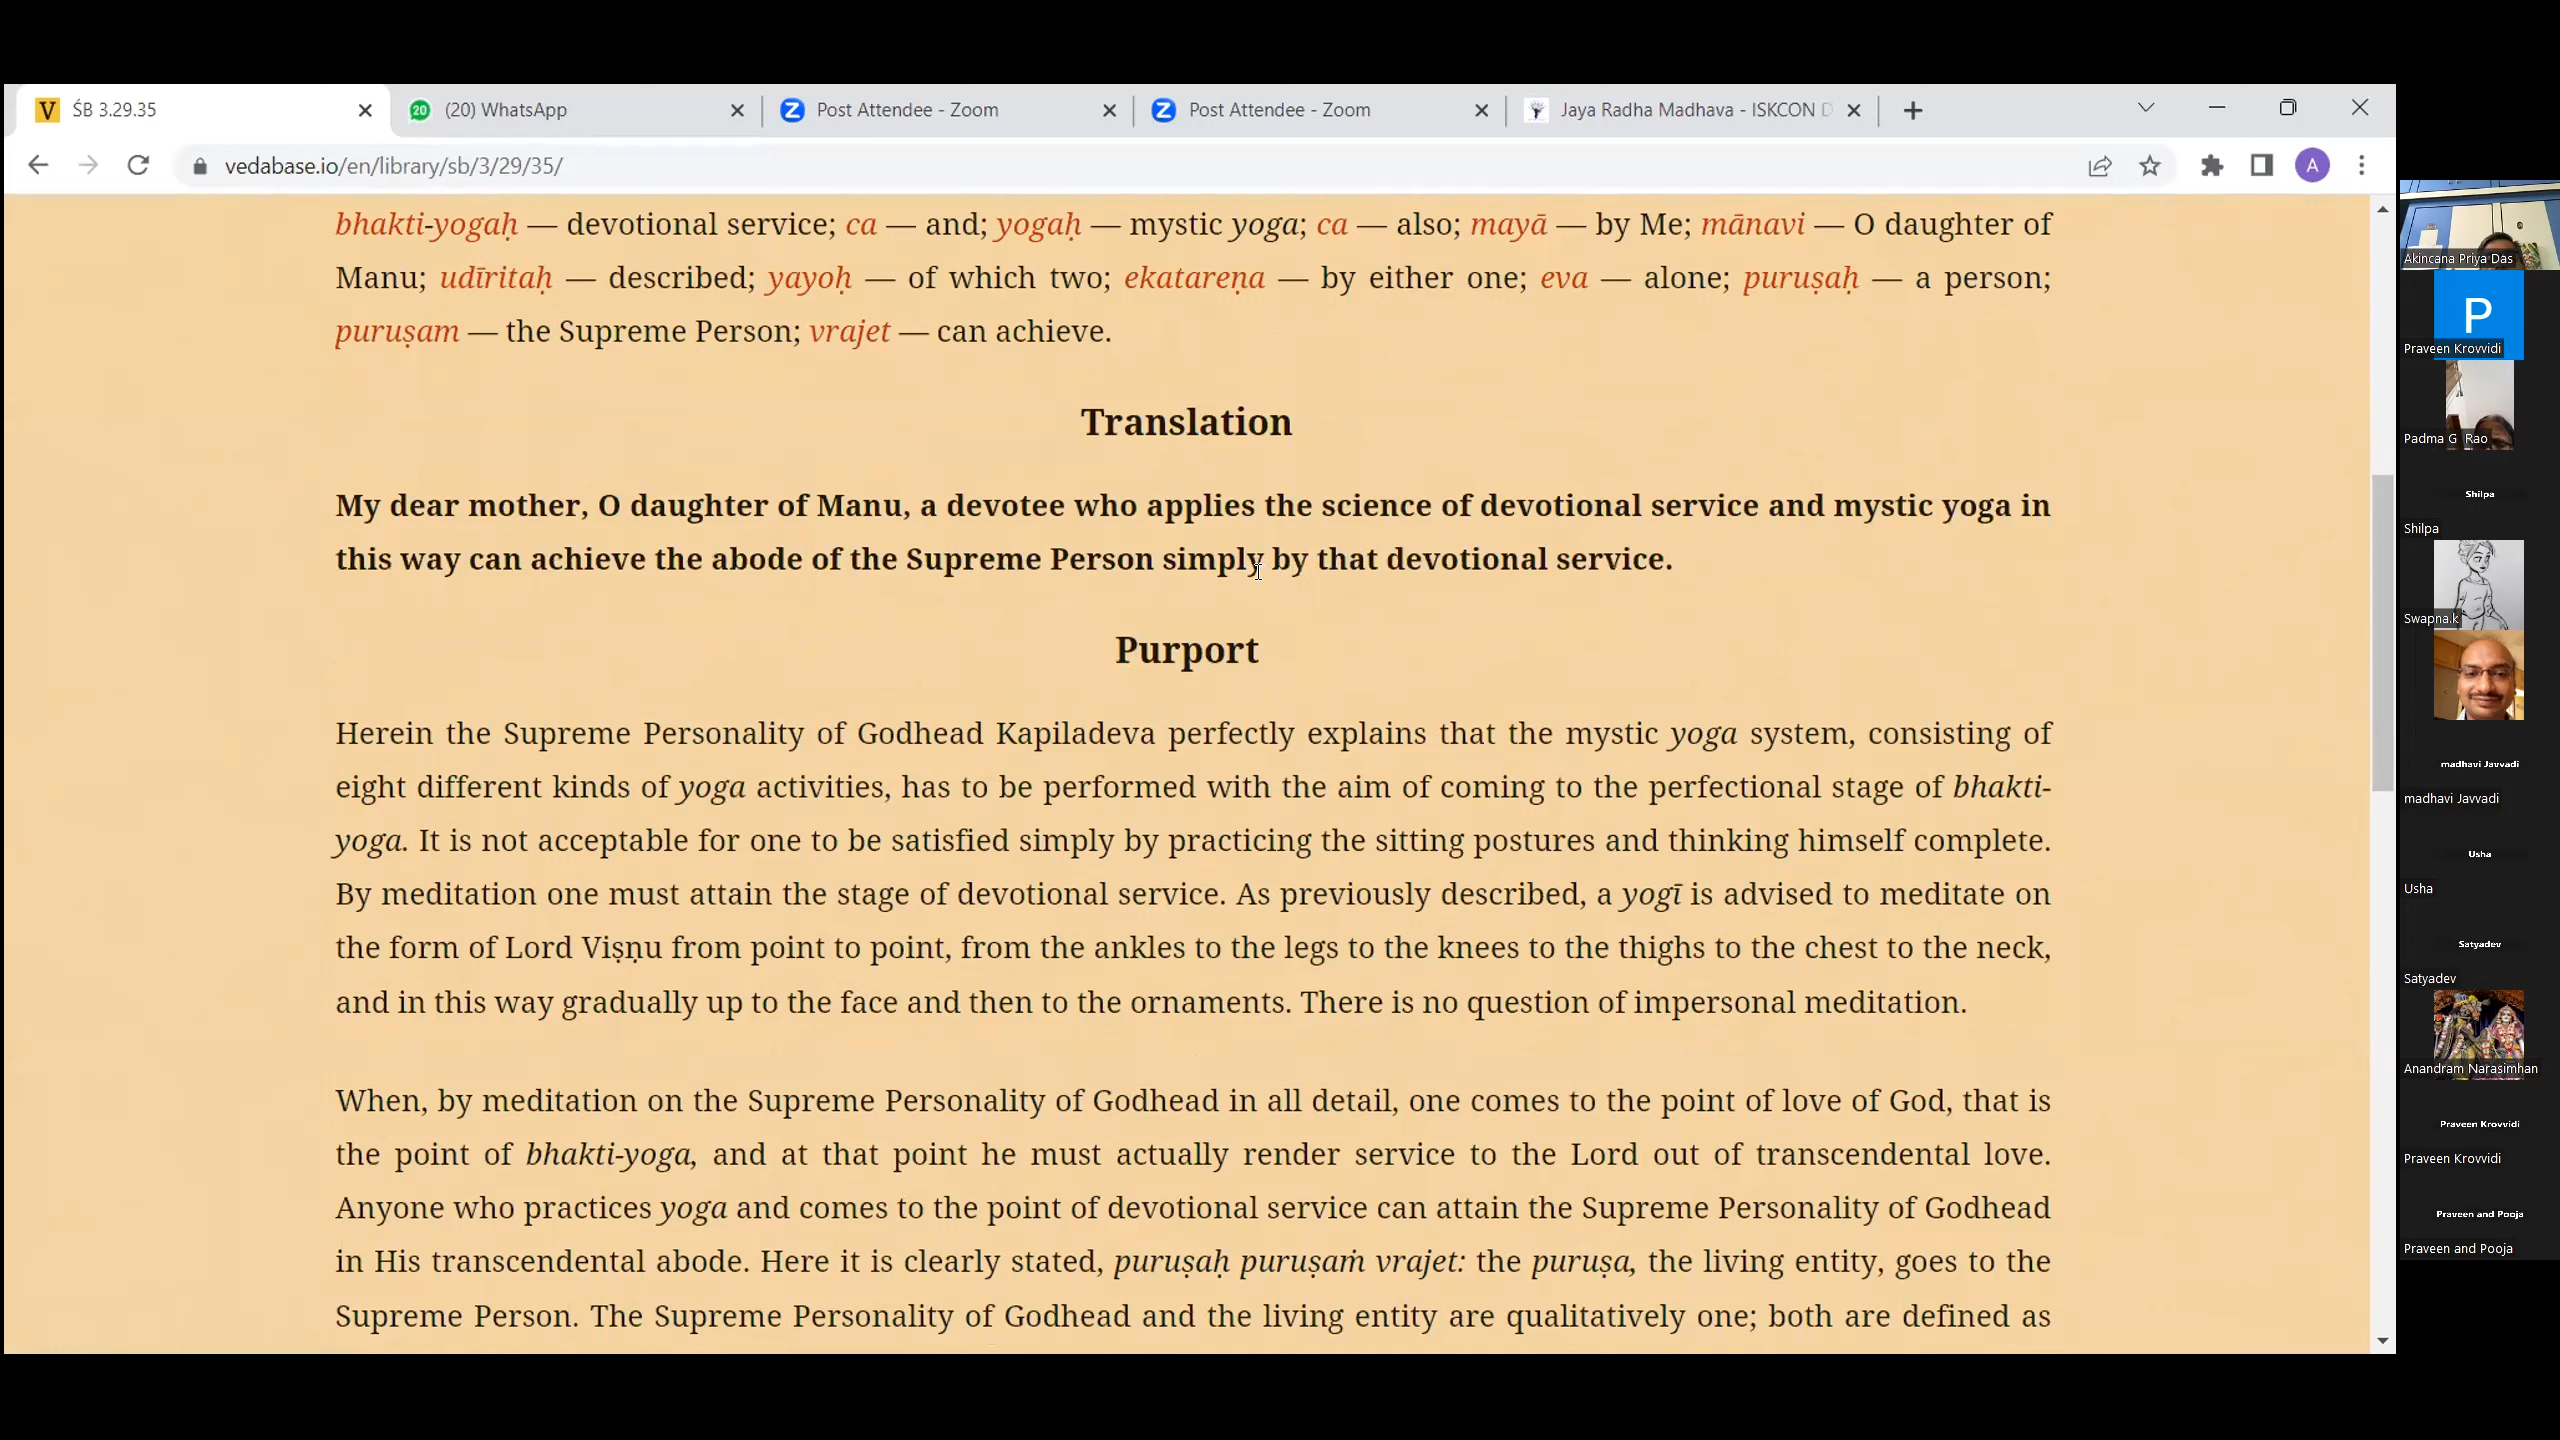 ŚB 3.29.35
20
(20) WhatsApp
Post Attendee - Zoom
Post Attendee - Zoom
Jaya Radha Madhava - ISKCON D
vedabase.io/en/library/sb/3/29/35/
A
bhakti-yogaḥ — devotional service; ca — and; yogaḥ — mystic yoga; ca — also; mayā — by Me; mānavi — O daughter of
Manu; udīritaḥ — described; yayoḥ — of which two; ekatareṇa — by either one; eva — alone; puruṣaḥ — a person;
puruṣam — the Supreme Person; vrajet — can achieve.
Translation
My dear mother, O daughter of Manu, a devotee who applies the science of devotional service and mystic yoga in
this way can achieve the abode of the Supreme Person simply by that devotional service.
Purport
Herein the Supreme Personality of Godhead Kapiladeva perfectly explains that the mystic yoga system, consisting of
eight different kinds of yoga activities, has to be performed with the aim of coming to the perfectional stage of bhakti-
yoga. It is not acceptable for one to be satisfied simply by practicing the sitting postures and thinking himself complete.
By meditation one must attain the stage of devotional service. As previously described, a yogī is advised to meditate on
the form of Lord Viṣṇu from point to point, from the ankles to the legs to the knees to the thighs to the chest to the neck,
and in this way gradually up to the face and then to the ornaments. There is no question of impersonal meditation.
When, by meditation on the Supreme Personality of Godhead in all detail, one comes to the point of love of God, that is
the point of bhakti-yoga, and at that point he must actually render service to the Lord out of transcendental love.
Anyone who practices yoga and comes to the point of devotional service can attain the Supreme Personality of Godhead
in His transcendental abode. Here it is clearly stated, puruṣaḥ puruṣaṁ vrajet: the puruṣa, the living entity, goes to the
Supreme Person. The Supreme Personality of Godhead and the living entity are qualitatively one; both are defined as
Akincana Priya Das
P
Praveen Krovvidi
Padma G Rao
Shilpa
Shilpa
Swapna.k
madhavi Javvadi
madhavi Javvadi
Usha
Usha
Satyadev
Satyadev
Anandram Narasimhan
Praveen Krovvidi
Praveen Krovvidi
Praveen and Pooja
Praveen and Pooja